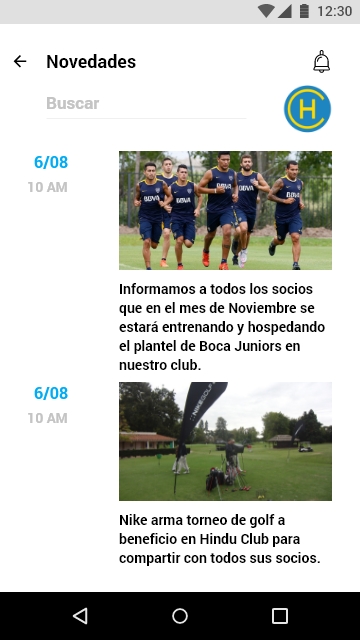 12:30
Novedades
Buscar
H
6/08
10 AM
BBVA BBVA BBVA BBVA
Informamos a todos los socios
que en el mes de Noviembre se
estará entrenando y hospedando
el plantel de Boca Juniors en
nuestro club.
6/08
10 AM
NIKEGOLF
Nike arma torneo de golf a
beneficio en Hindu Club para
compartir con todos sus socios.